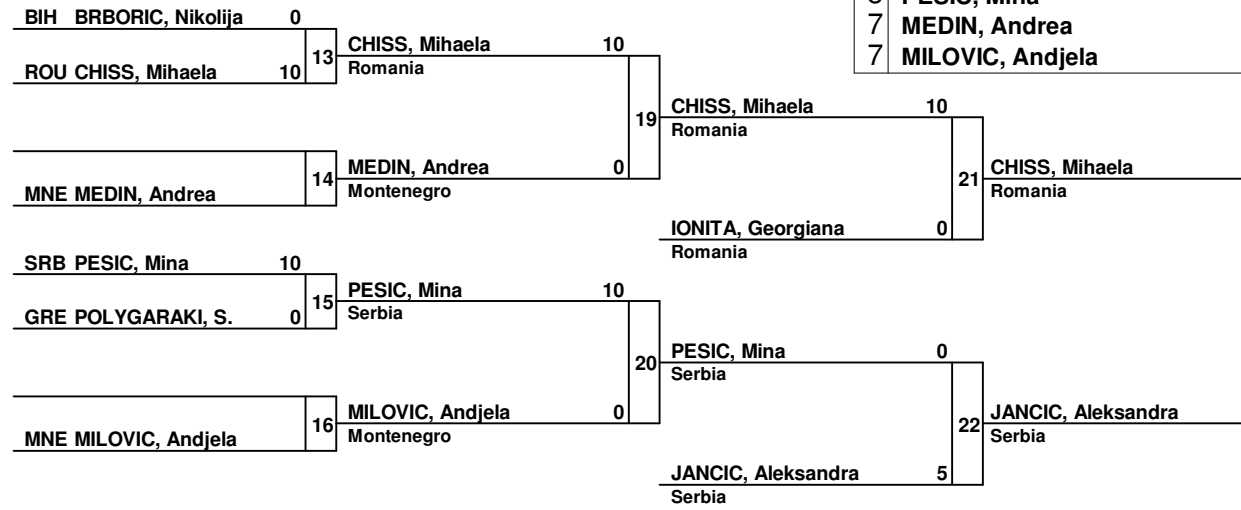 BIH BRBORIC, Nikolija 0
ROU CHISS, Mihaela 10
13
CHISS, Mihaela 10
Romania
MNE MEDIN, Andrea
14
MEDIN, Andrea 0
Montenegro
19
CHISS, Mihaela 10
Romania
IONITA, Georgiana 0
Romania
21
CHISS, Mihaela
Romania
SRB PESIC, Mina 10
GRE POLYGARAKI, S. 0
15
PESIC, Mina 10
Serbia
MNE MILOVIC, Andjela
16
MILOVIC, Andjela 0
Montenegro
20
PESIC, Mina 0
Serbia
JANCIC, Aleksandra 5
Serbia
22
JANCIC, Aleksandra
Serbia
PESIC, Mina
7 MEDIN, Andrea
7 MILOVIC, Andjela